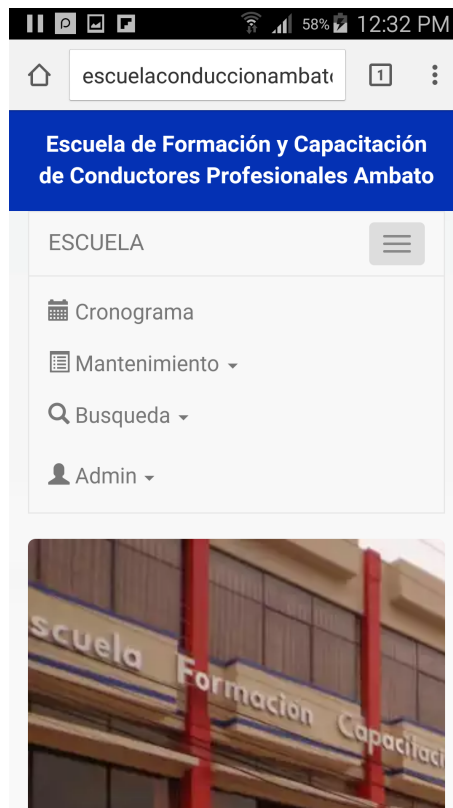 58% 12:32 PM
escuelaconduccionambat
1
Escuela de Formación y Capacitación
de Conductores Profesionales Ambato
ESCUELA
Cronograma
Mantenimiento
Busqueda
Admin
scuela Formacion Capacitaci